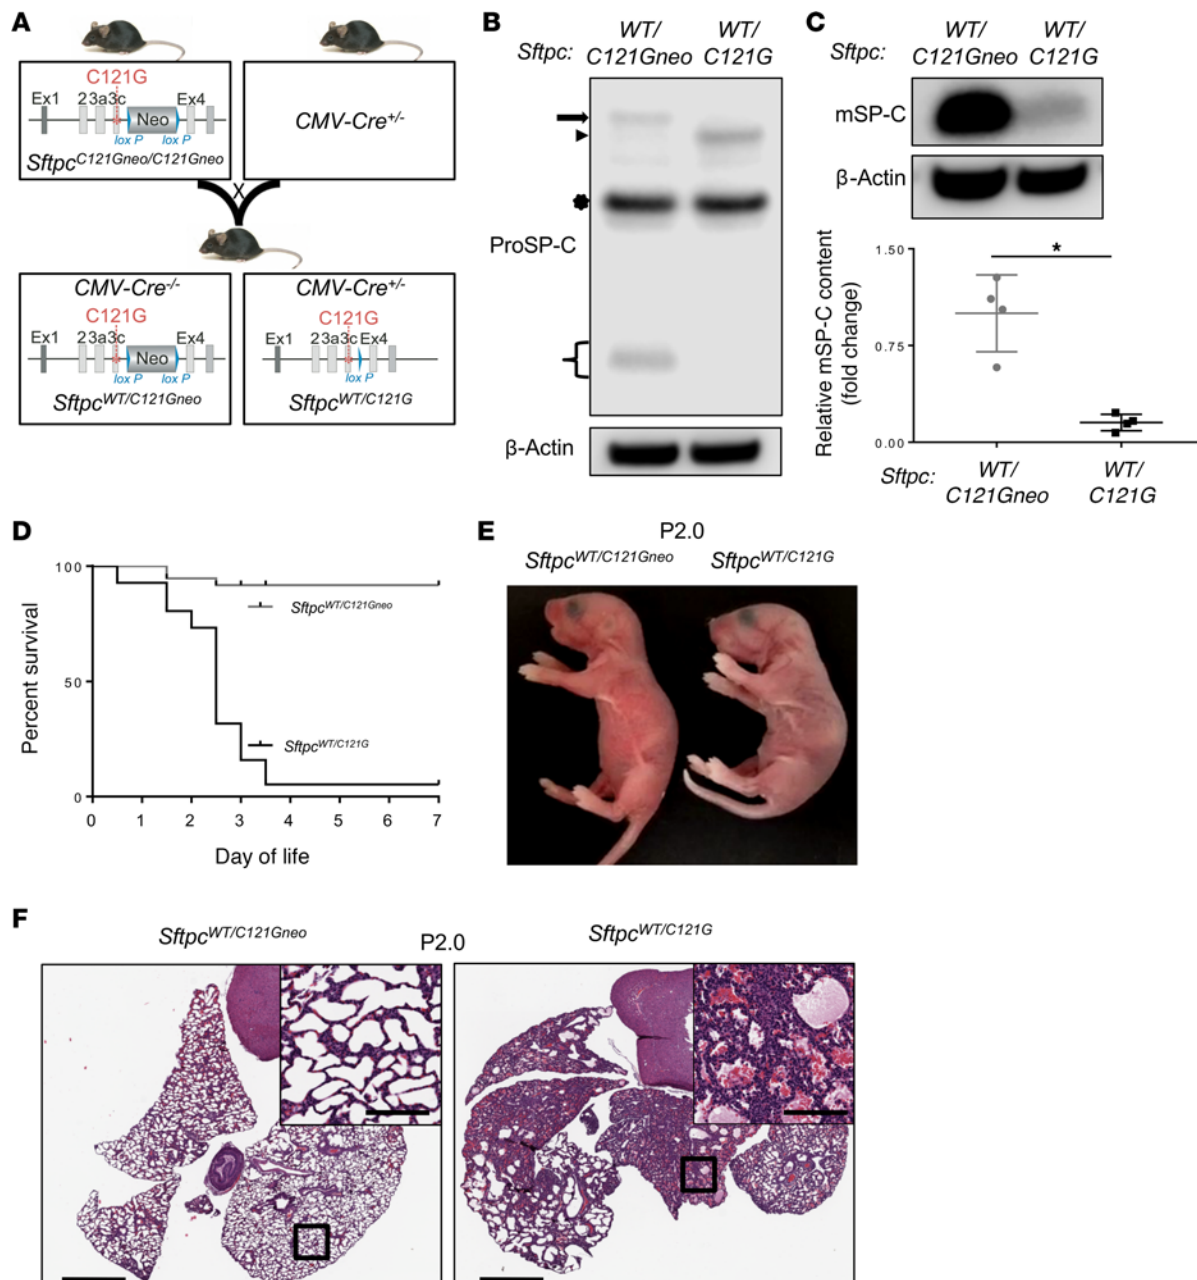 A
C121G
Ex1 2 3a 3c Ex4
Neo
lox P lox P
Sftpc^C121Gneo/C121Gneo
CMV-Cre+/-
X
CMV-Cre-/-
C121G
Ex1 2 3a 3c Ex4
Neo
lox P lox P
Sftpc^WT/C121Gneo
CMV-Cre+/-
C121G
Ex1 2 3a 3c Ex4
lox P
Sftpc^WT/C121G
B
Sftpc: WT/C121Gneo WT/C121G
ProSP-C
β-Actin
C
Sftpc: WT/C121Gneo WT/C121G
mSP-C
β-Actin
Relative mSP-C content
(fold change)
1.50
*
0.75
0.00
Sftpc: WT/C121Gneo WT/C121G
D
Percent survival
100
50
0
Sftpc^WT/C121Gneo
Sftpc^WT/C121G
0 1 2 3 4 5 6 7
Day of life
E
P2.0
Sftpc^WT/C121Gneo Sftpc^WT/C121G
F
Sftpc^WT/C121Gneo P2.0 Sftpc^WT/C121G